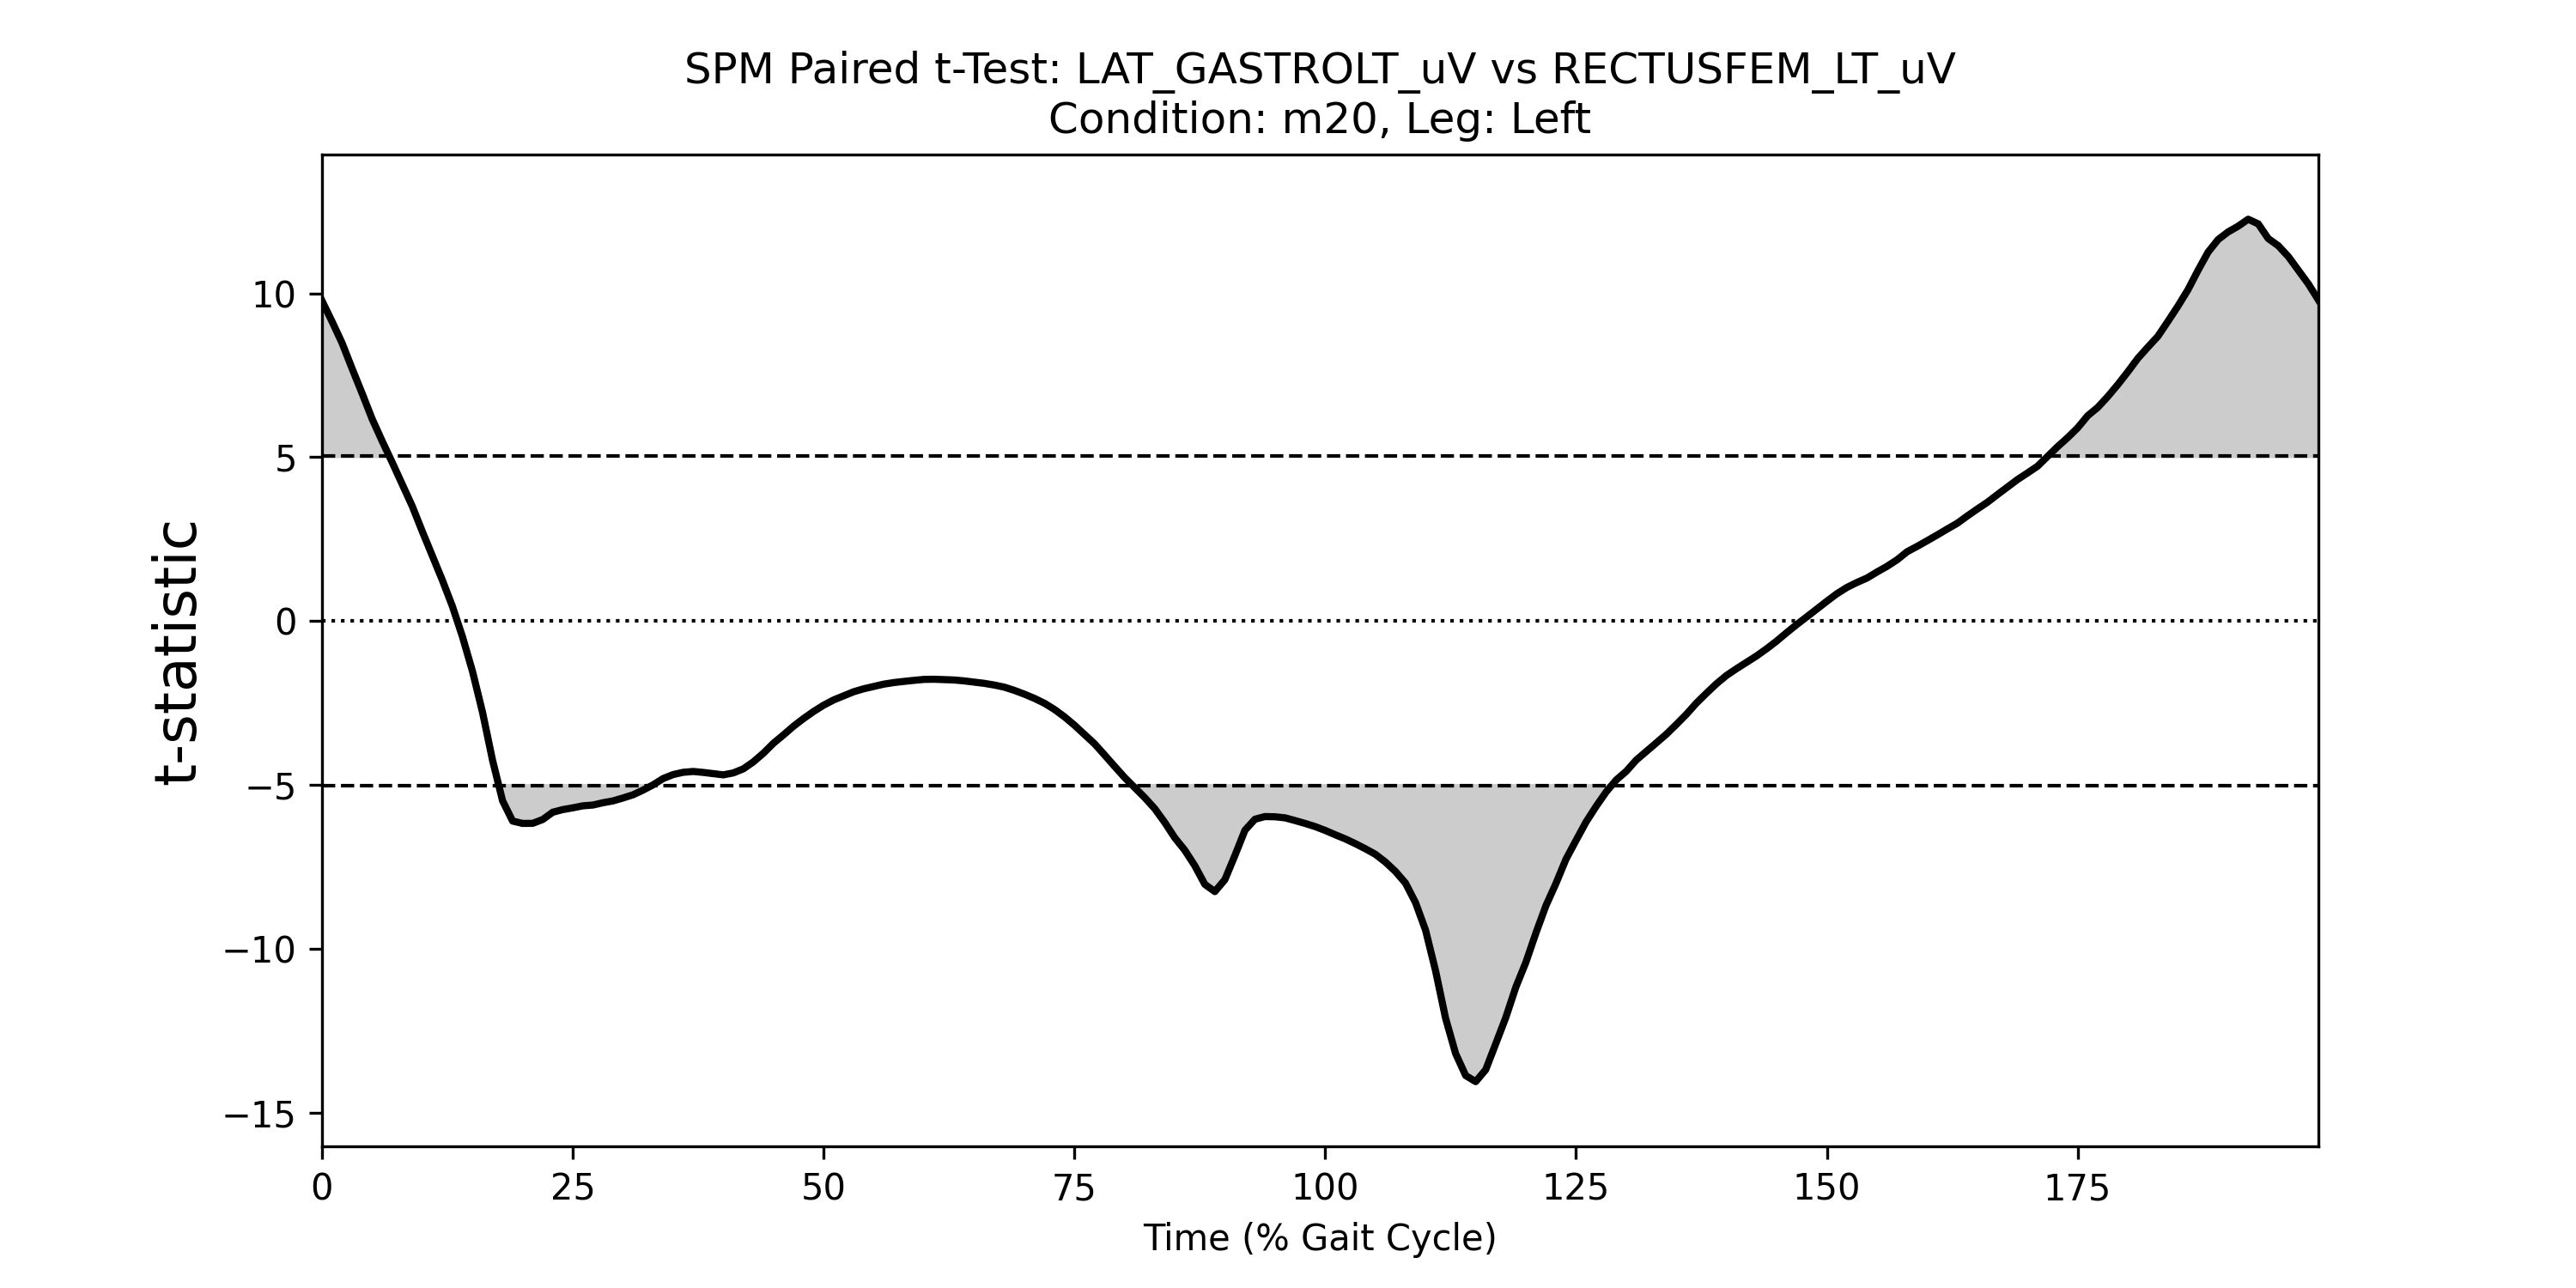 SPM Paired t-Test: LAT_GASTROLT_uV vs RECTUSFEM_LT_uV
Condition: m20, Leg: Left
t-statistic
10
5
0
−5
−10
−15
0 25 50 75 100 125 150 175
Time (% Gait Cycle)